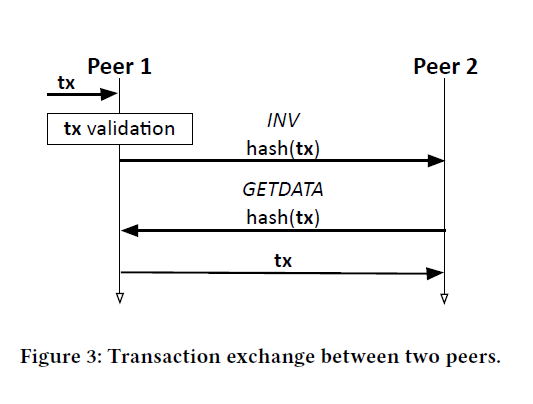 Peer 1
Peer 2
tx
tx validation
INV
hash(tx)
GETDATA
hash(tx)
tx
Figure 3: Transaction exchange between two peers.